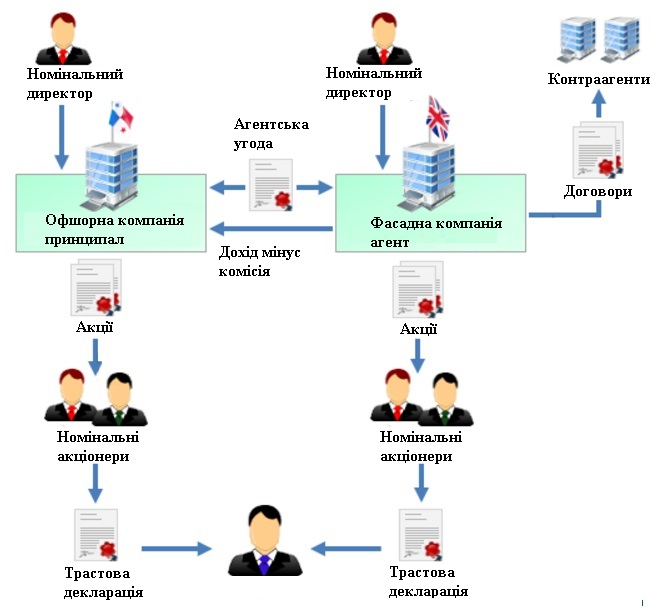 Номінальний
директор
Номінальний
директор
Контраагенти
Агентська
угода
Договори
Офшорна компанія
принципал
Фасадна компанія
агент
Дохід мінус
комісія
Акції
Акції
Номінальні
акціонери
Номінальні
акціонери
Трастова
декларація
Трастова
декларація